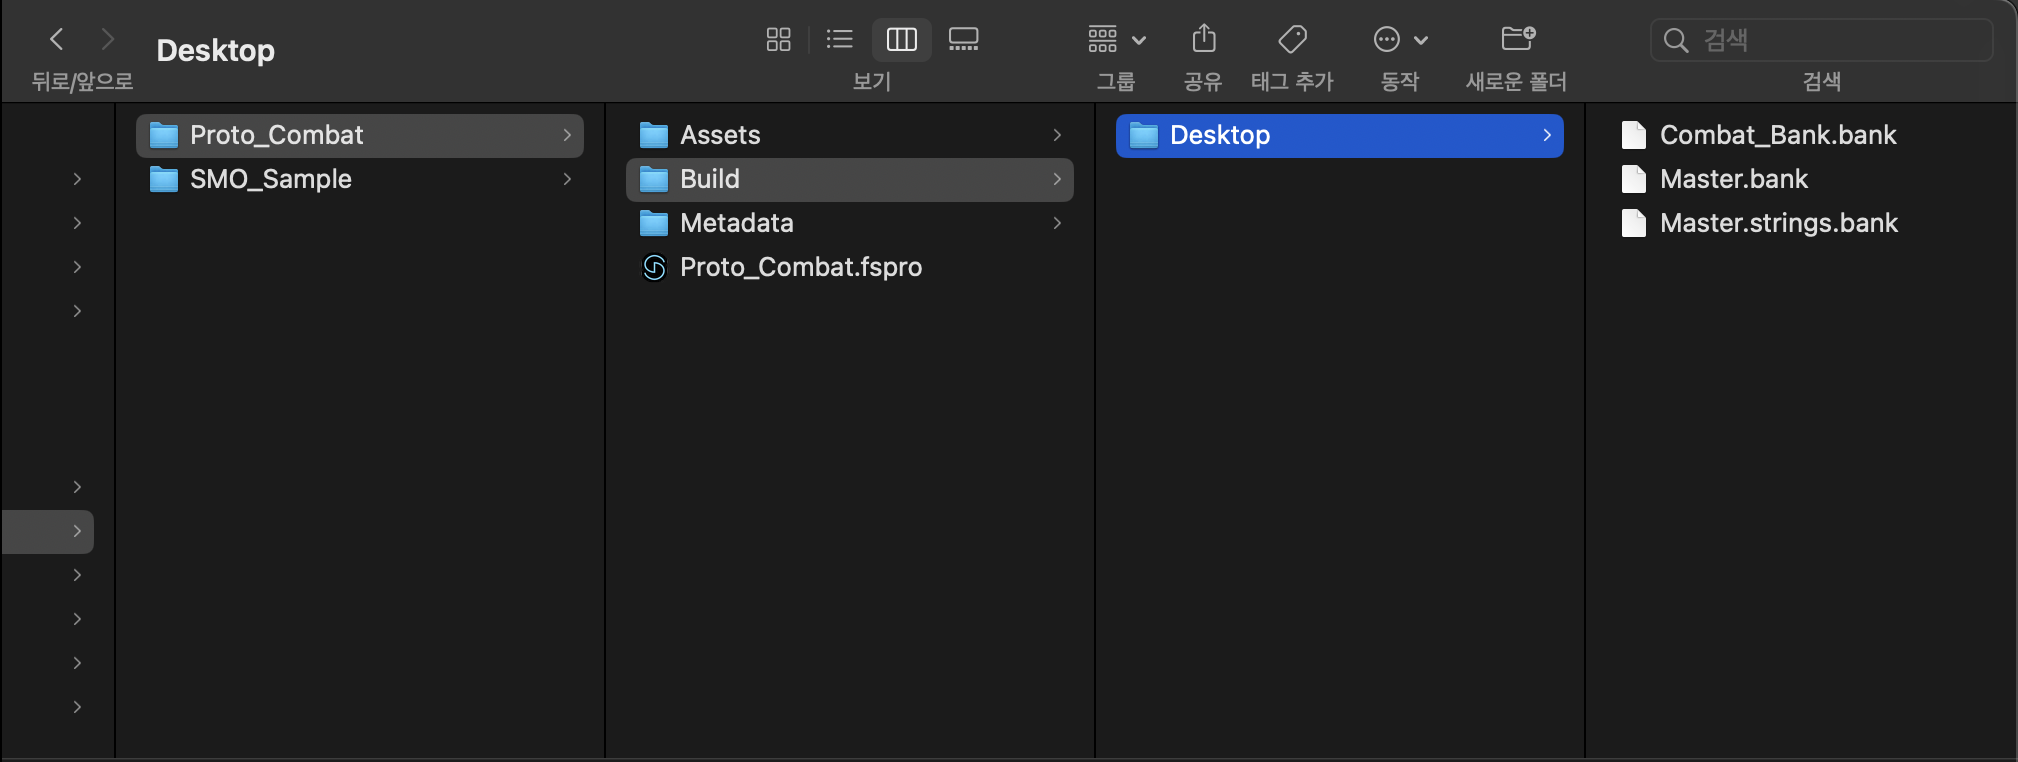 Desktop
뒤로/앞으로
보기
그룹
공유
태그 추가
동작
새로운 폴더
검색
검색
Proto_Combat
SMO_Sample
Assets
Build
Metadata
Proto_Combat.fspro
Desktop
Combat_Bank.bank
Master.bank
Master.strings.bank